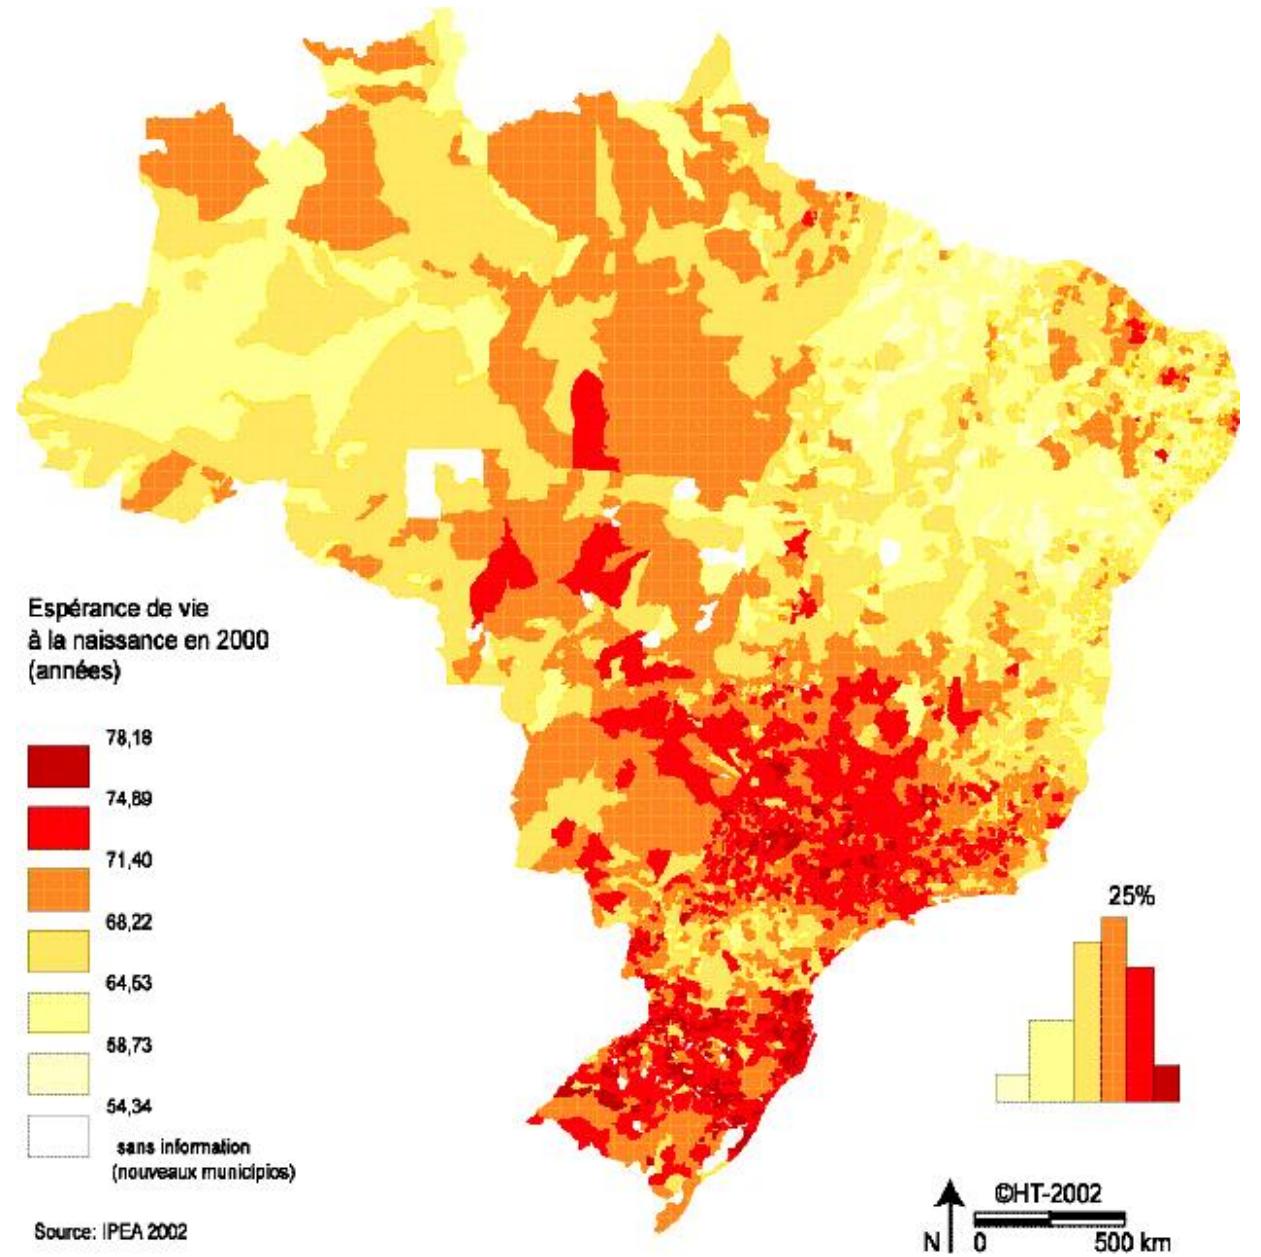 Espérance de vie
à la naissance en 2000
(années)
78,18
74,89
71,40
68,22
64,53
58,73
54,34
sans information
(nouveaux municipios)
Source: IPEA 2002
25%
©HT-2002
N 0 500 km